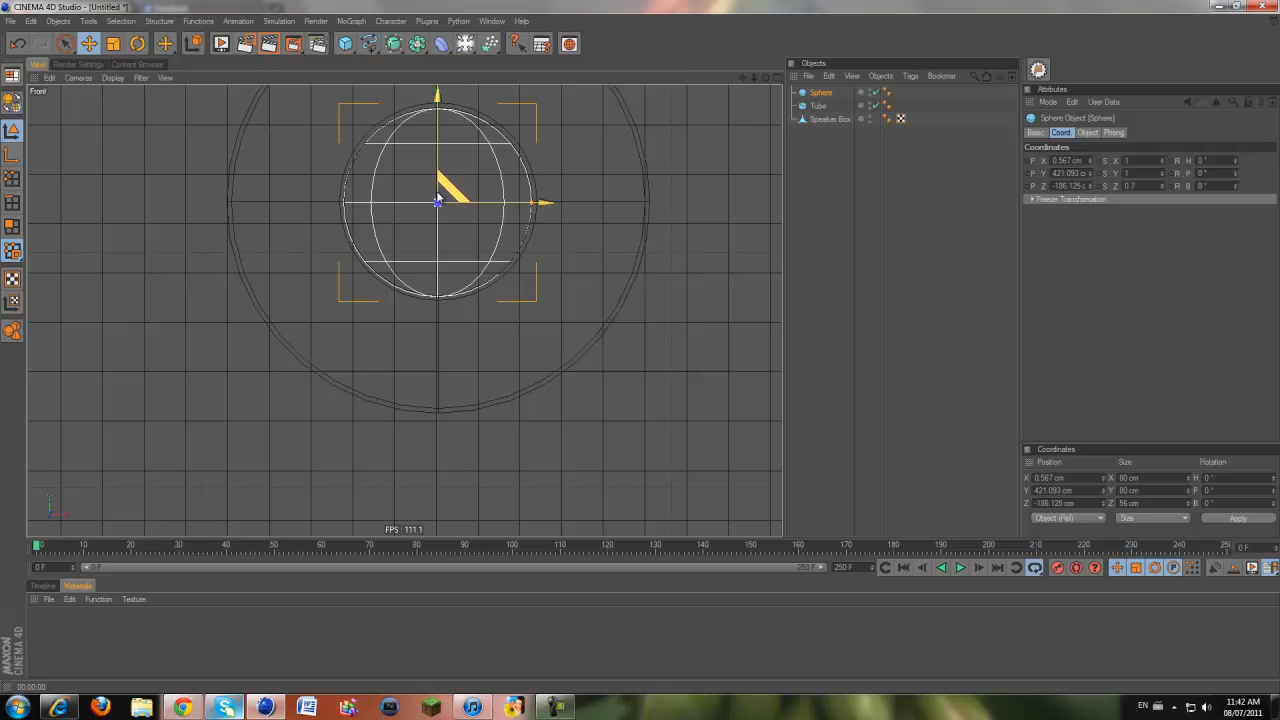 CINEMA 4D Studio - [Untitled *]
File Edit Objects Tools Selection Structure Functions Animation Simulation Render MoGraph Character Plugins Python Window Help
View Render Settings Content Browser
Edit Cameras Display Filter View
Front
FPS : 111.1
Objects
File Edit View Objects Tags Bookmar
Sphere
Tube
Speaker Box
Attributes
Mode Edit User Data
Sphere Object [Sphere]
Basic Coord. Object Phong
Coordinates
P . X 0.567 cm S . X 1 R . H 0 °
P . Y 421.093 cm S . Y 1 R . P 0 °
P . Z -186.125 c S . Z 0.7 R . B 0 °
Freeze Transformation
Coordinates
Position Size Rotation
X 0.567 cm X 80 cm H 0 °
Y 421.093 cm Y 80 cm P 0 °
Z -186.125 cm Z 56 cm B 0 °
Object (Rel) Size Apply
0 10 20 30 40 50 60 70 80 90 100 110 120 130 140 150 160 170 180 190 200 210 220 230 240 25 0 F
0 F 0 F 250 F 250 F
Timeline Materials
File Edit Function Texture
MAXON CINEMA 4D
00:00:00
EN 11:42 AM
08/07/2011